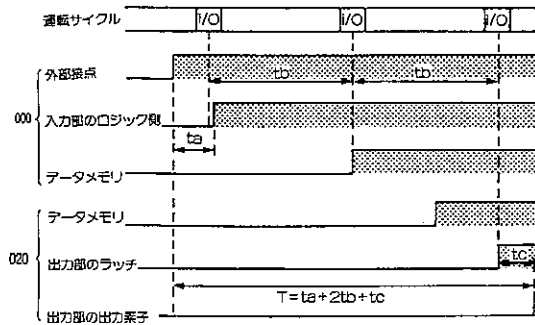 運転サイクル
I/O
I/O
I/O
000
外部接点
tb
tb
入力部のロジック側
ta
データメモリ
020
データメモリ
出力部のラッチ
tc
T=ta+2tb+tc
出力部の出力素子